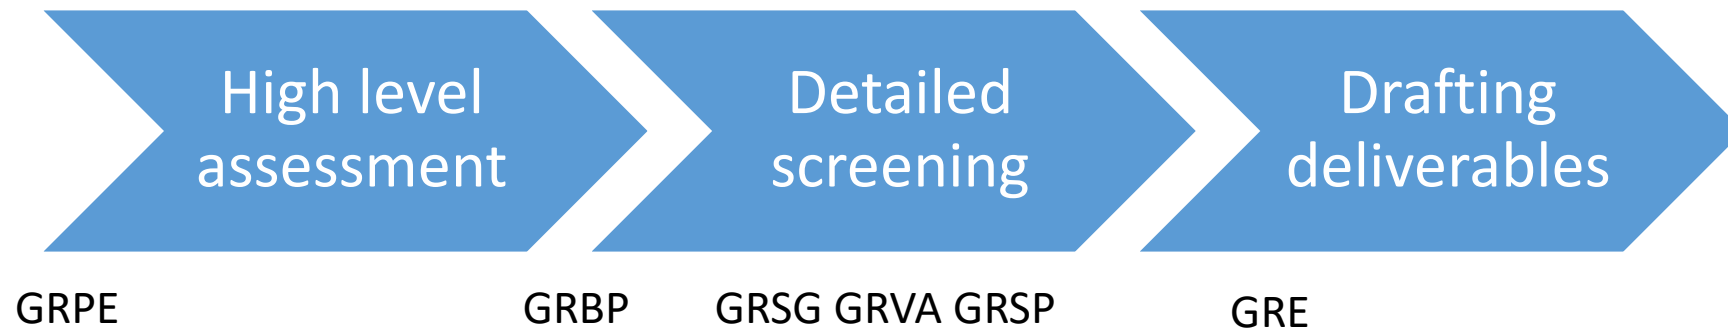 High level
assessment
Detailed
screening
Drafting
deliverables
GRPE
GRBP
GRSG GRVA GRSP
GRE